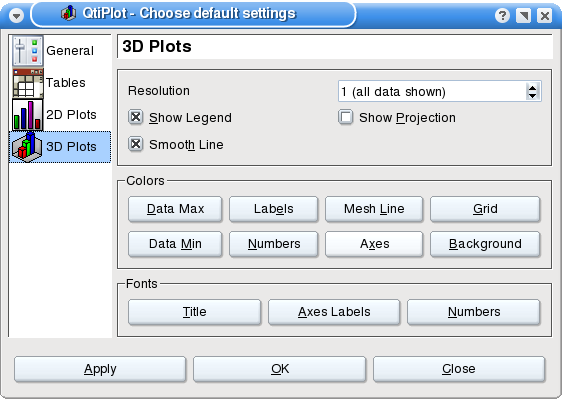 QtiPlot - Choose default settings
General
Tables
2D Plots
3D Plots
3D Plots
Resolution
1 (all data shown)
Show Legend
Show Projection
Smooth Line
Colors
Data Max
Labels
Mesh Line
Grid
Data Min
Numbers
Axes
Background
Fonts
Title
Axes Labels
Numbers
Apply
OK
Close